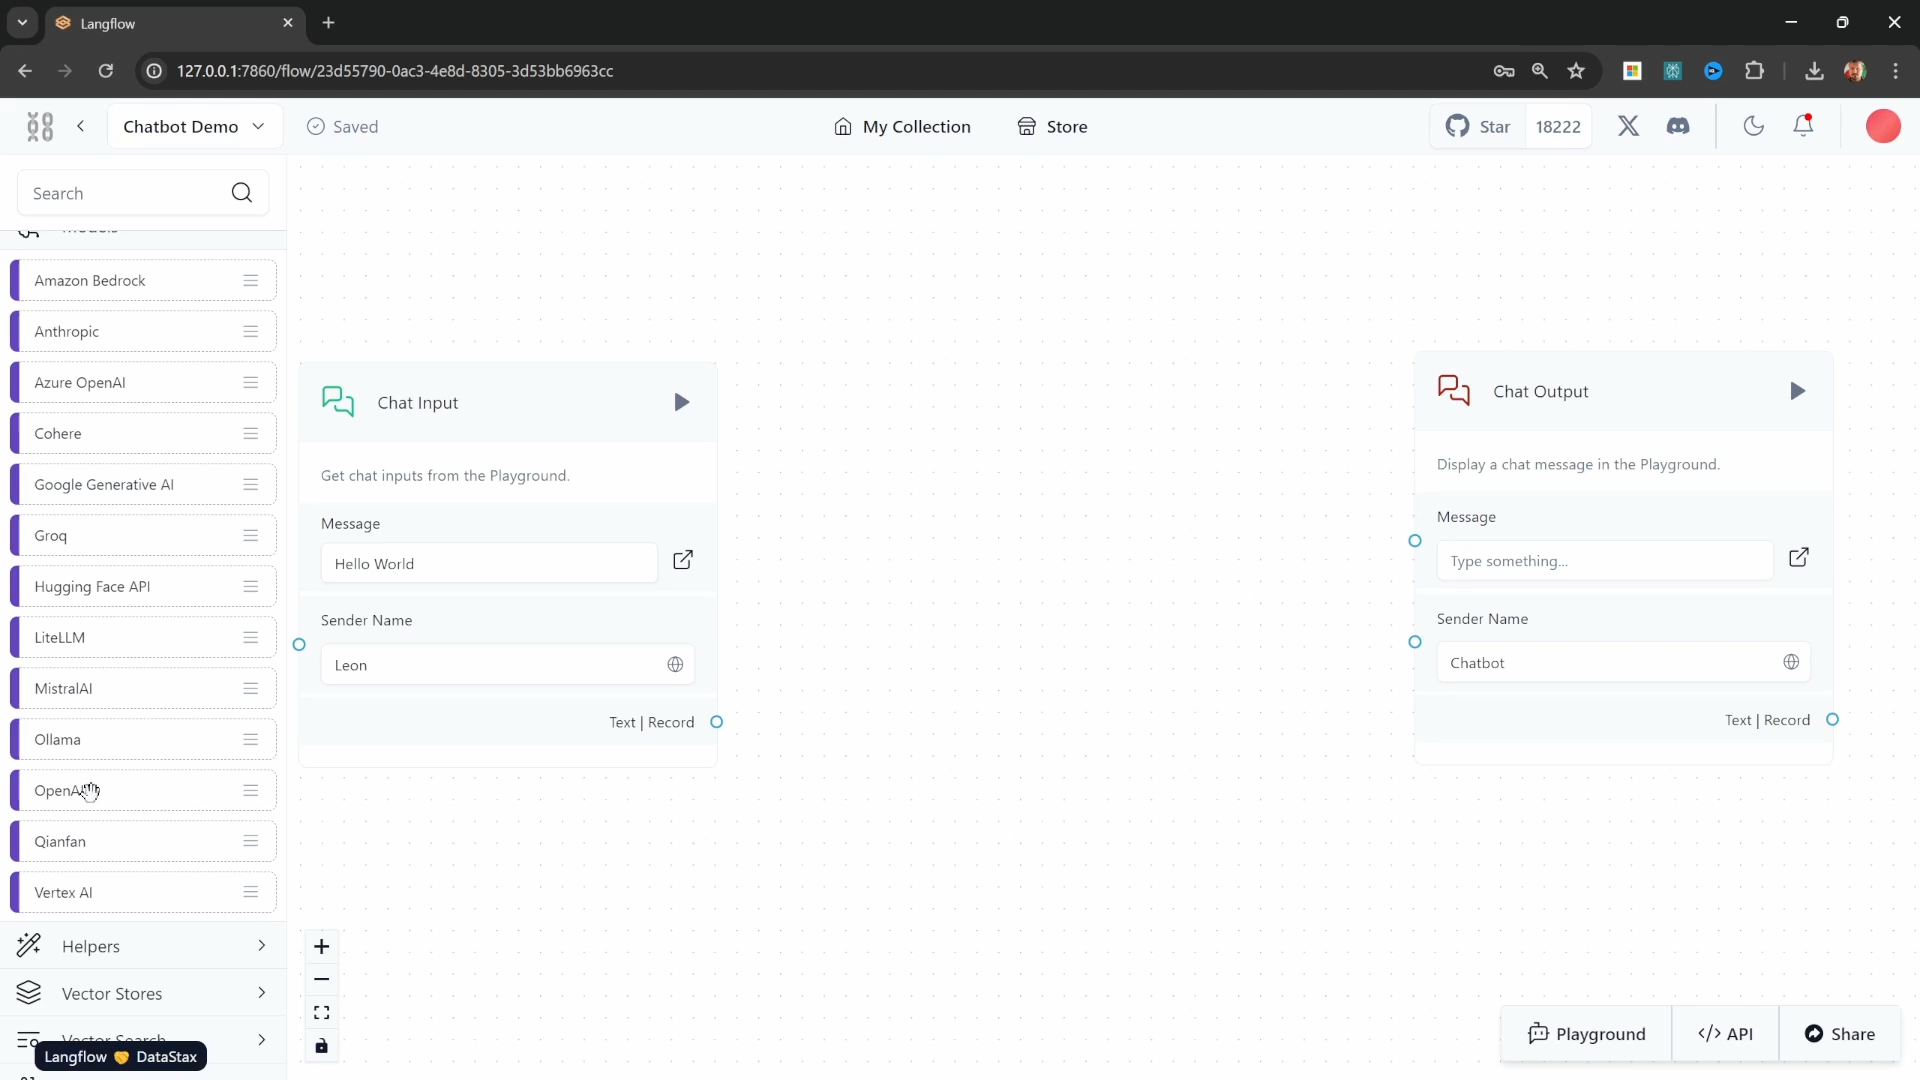 Langflow
127.0.0.1:7860/flow/23d55790-0ac3-4e8d-8305-3d53bb6963cc
Chatbot Demo
Saved
My Collection
Store
Star
18222
Search
Models
Amazon Bedrock
Anthropic
Azure OpenAI
Cohere
Google Generative AI
Groq
Hugging Face API
LiteLLM
MistralAI
Ollama
OpenAI
Qianfan
Vertex AI
Helpers
Vector Stores
Vector Search
Langflow 🤝 DataStax
Chat Input
Get chat inputs from the Playground.
Message
Hello World
Sender Name
Leon
Text | Record
Chat Output
Display a chat message in the Playground.
Message
Type something...
Sender Name
Chatbot
Text | Record
Playground
</> API
Share